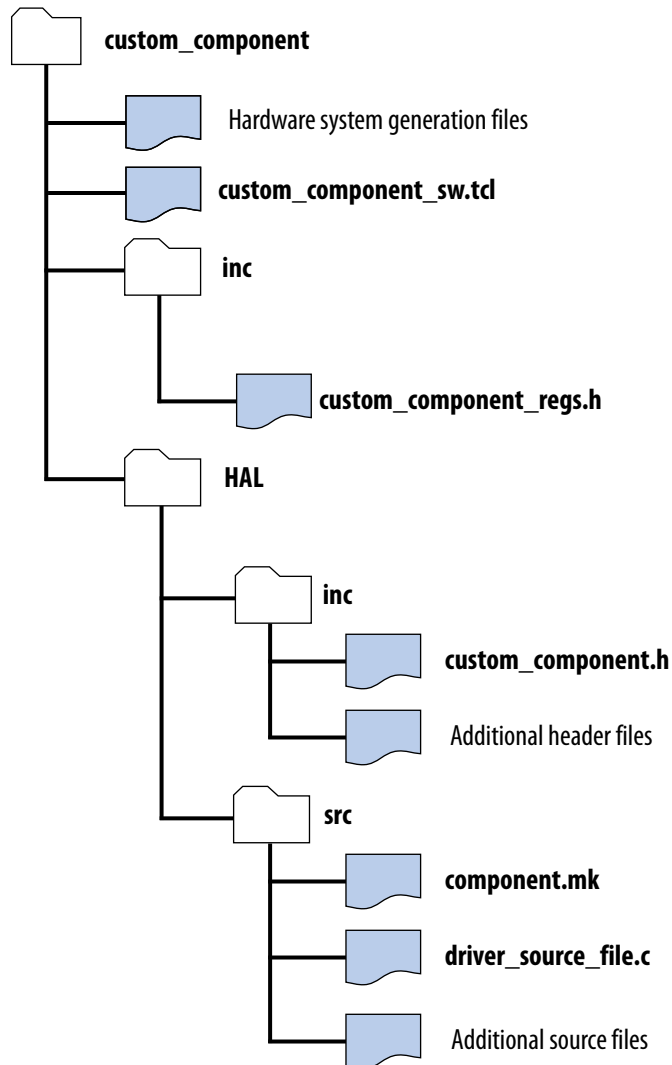 custom_component
Hardware system generation files
custom_component_sw.tcl
inc
custom_component_regs.h
HAL
inc
custom_component.h
Additional header files
src
component.mk
driver_source_file.c
Additional source files